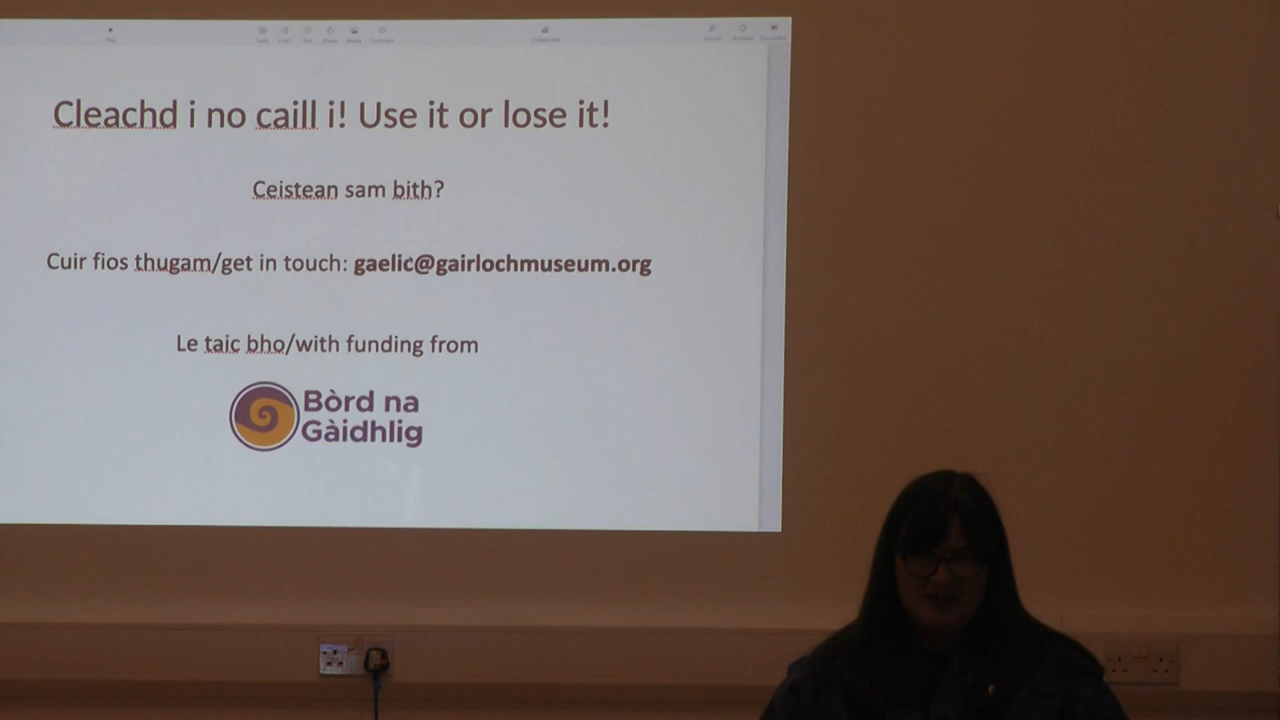 Cleachd i no caill i! Use it or lose it!
Ceistean sam bith?
Cuir fios thugam/get in touch: gaelic@gairlochmuseum.org
Le taic bho/with funding from
Bòrd na
Gàidhlig